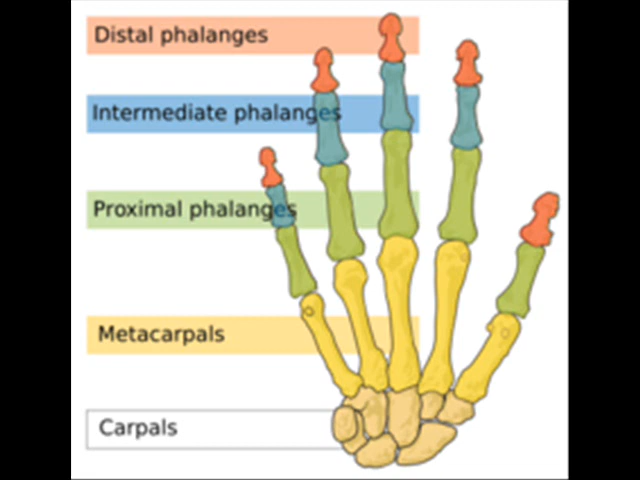 Distal phalanges
Intermediate phalanges
Proximal phalanges
Metacarpals
Carpals